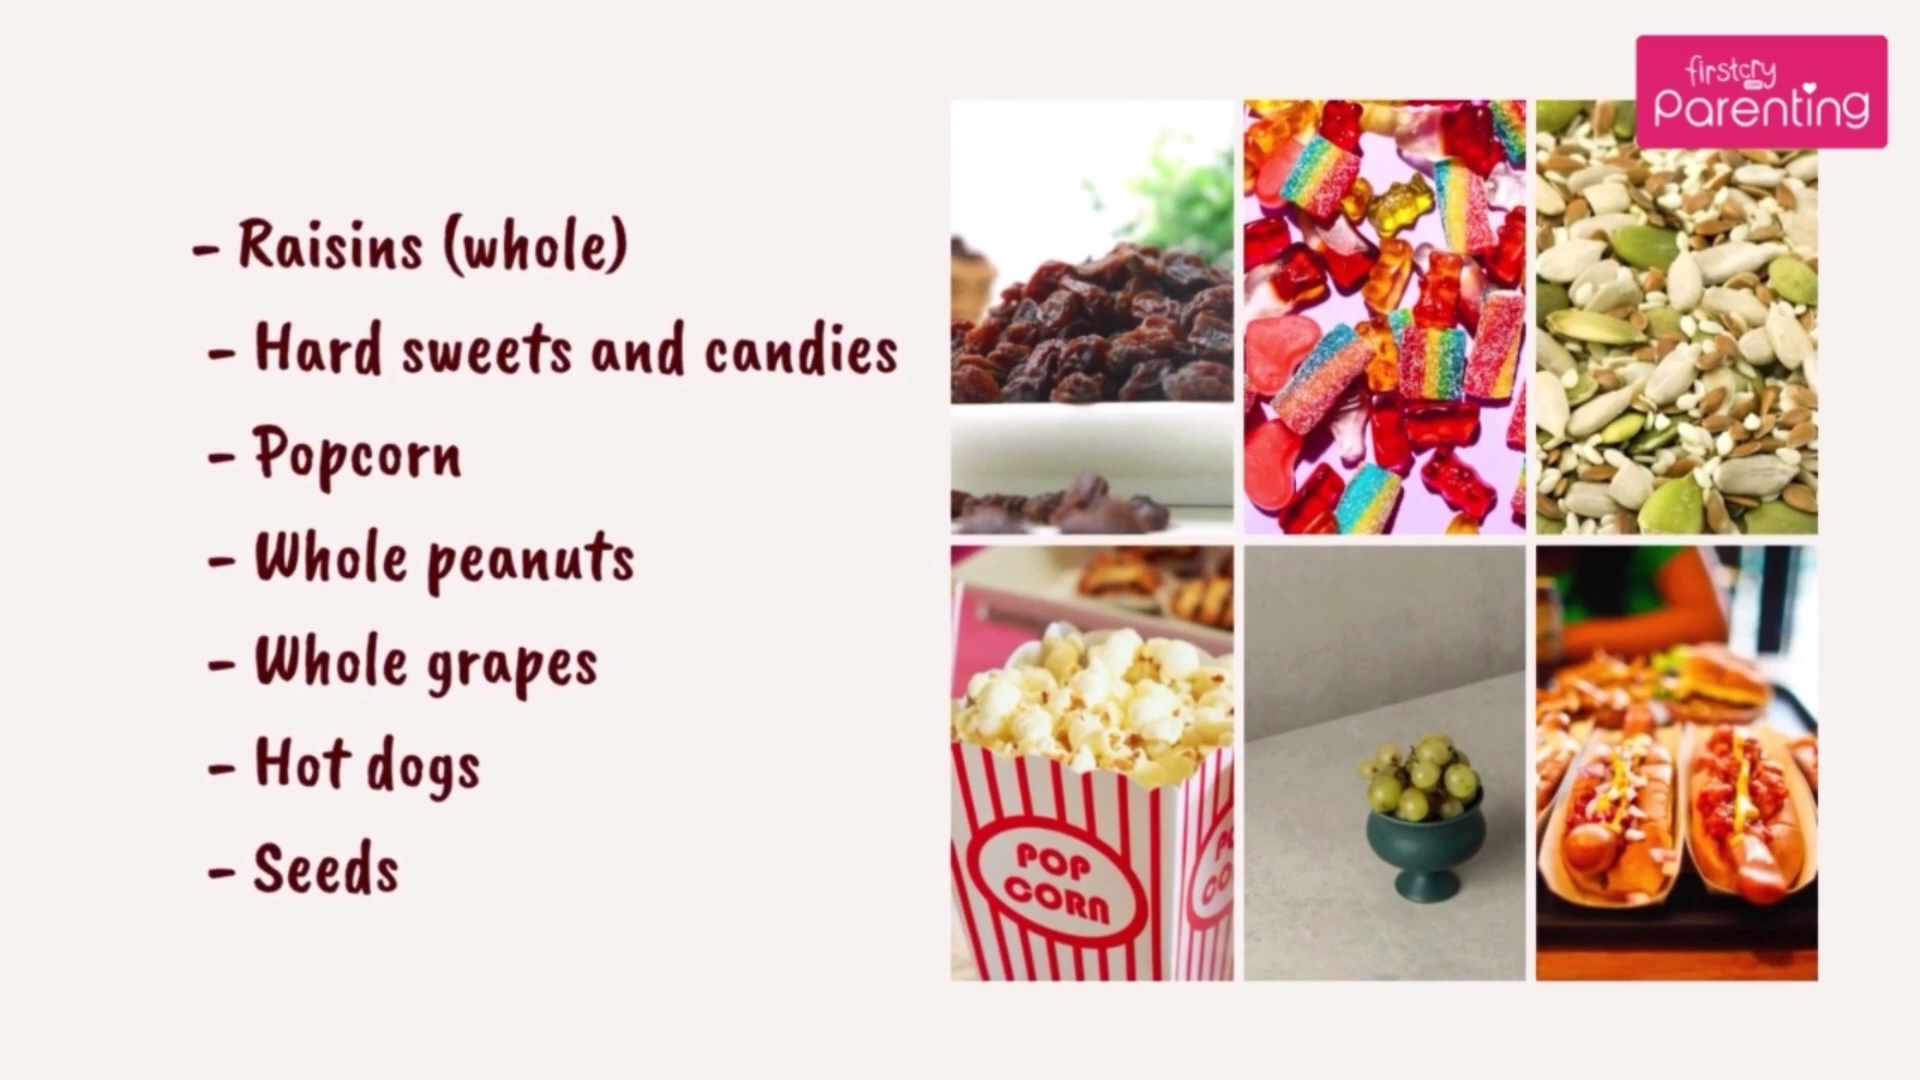 firstcry
Parenting
- Raisins (whole)
- Hard sweets and candies
- Popcorn
- Whole peanuts
- Whole grapes
- Hot dogs
- Seeds
POP
CORN